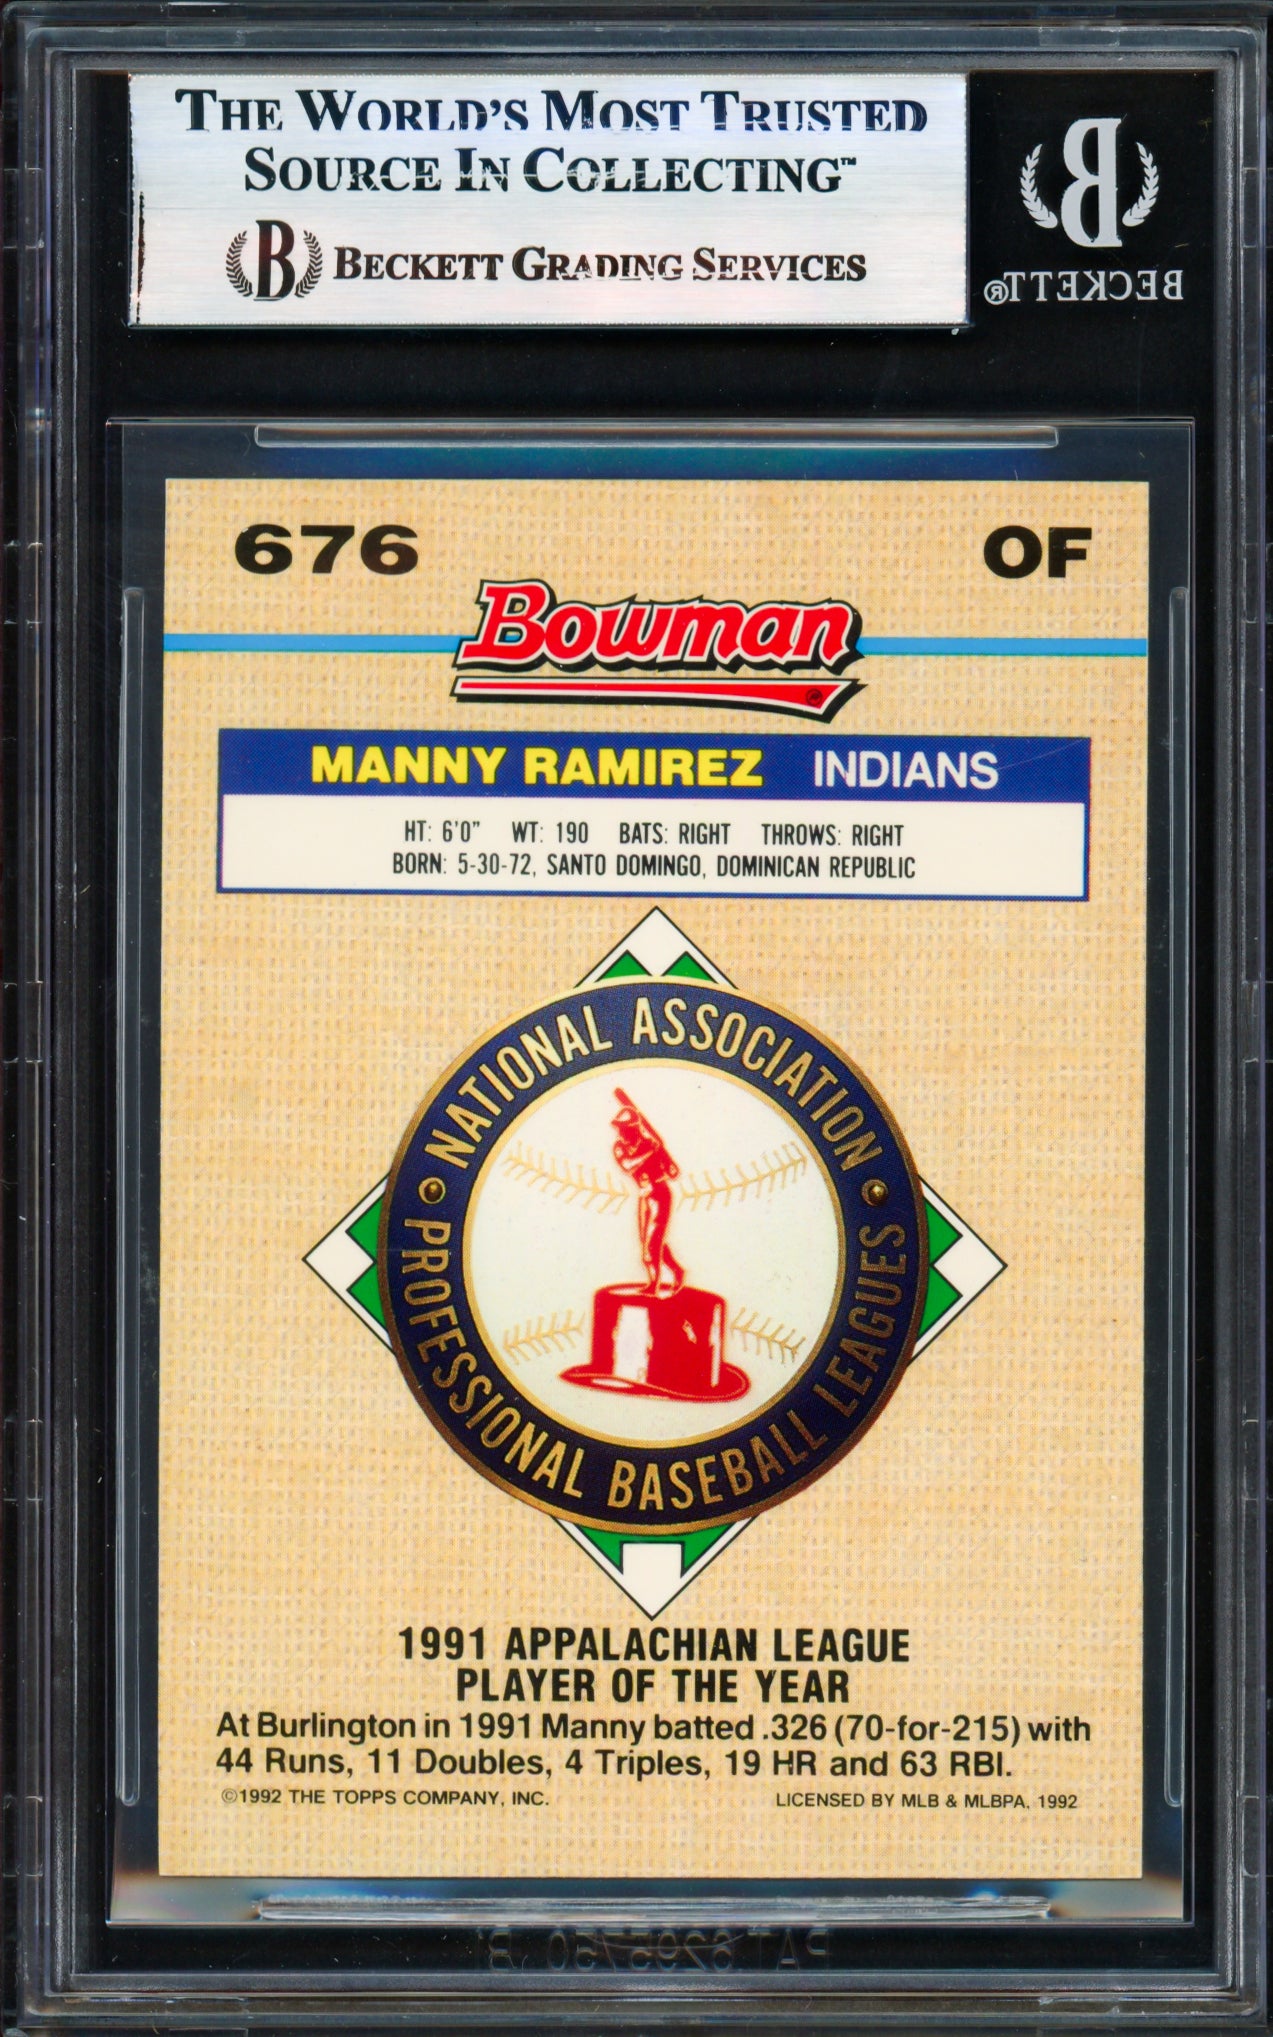 THE WORLD'S MOST TRUSTED
SOURCE IN COLLECTING™
B BECKETT GRADING SERVICES
B
BECKETT®
676 OF
Bowman
MANNY RAMIREZ INDIANS
HT: 6'0" WT: 190 BATS: RIGHT THROWS: RIGHT
BORN: 5-30-72, SANTO DOMINGO, DOMINICAN REPUBLIC
NATIONAL ASSOCIATION
PROFESSIONAL BASEBALL LEAGUES
1991 APPALACHIAN LEAGUE
PLAYER OF THE YEAR
At Burlington in 1991 Manny batted .326 (70-for-215) with
44 Runs, 11 Doubles, 4 Triples, 19 HR and 63 RBI.
©1992 THE TOPPS COMPANY, INC. LICENSED BY MLB & MLBPA, 1992